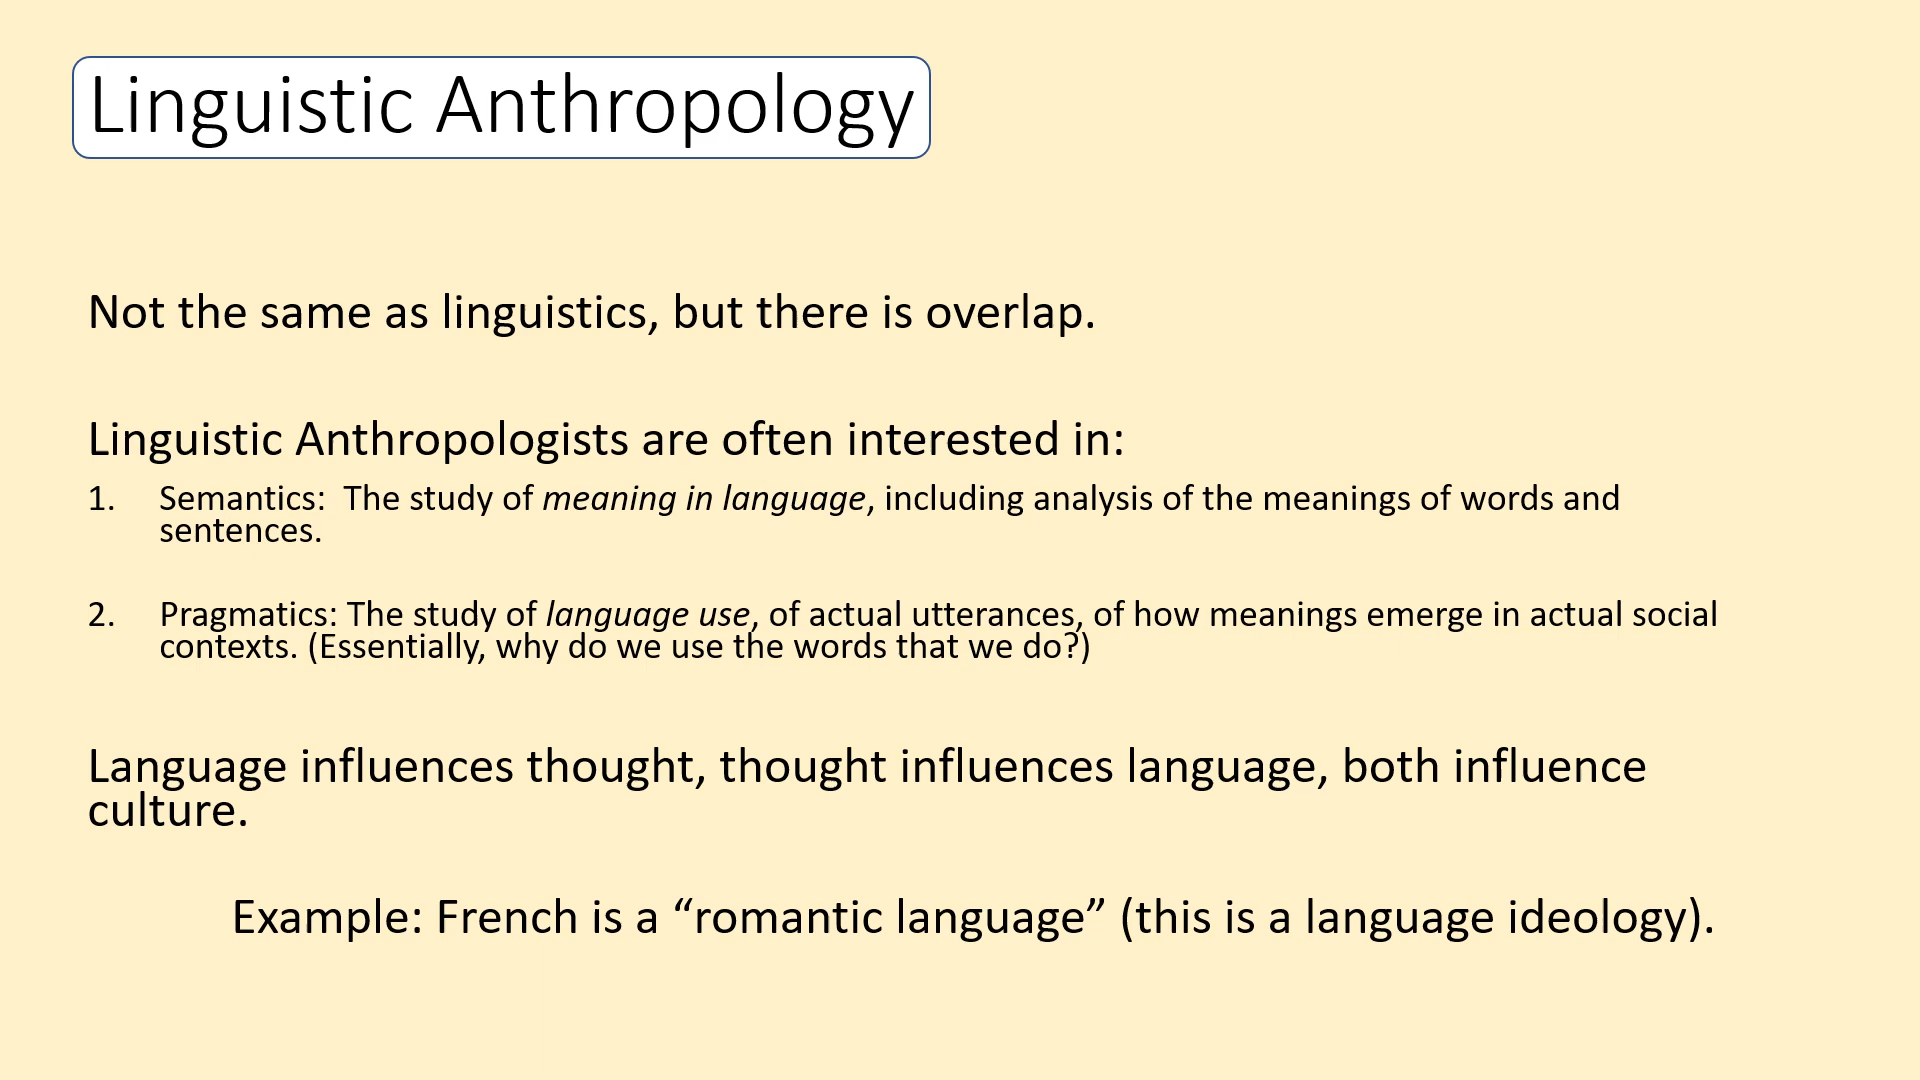 Linguistic Anthropology
Not the same as linguistics, but there is overlap.
Linguistic Anthropologists are often interested in:
1. Semantics:  The study of meaning in language, including analysis of the meanings of words and
sentences.
2. Pragmatics: The study of language use, of actual utterances, of how meanings emerge in actual social
contexts. (Essentially, why do we use the words that we do?)
Language influences thought, thought influences language, both influence
culture.
Example: French is a “romantic language” (this is a language ideology).